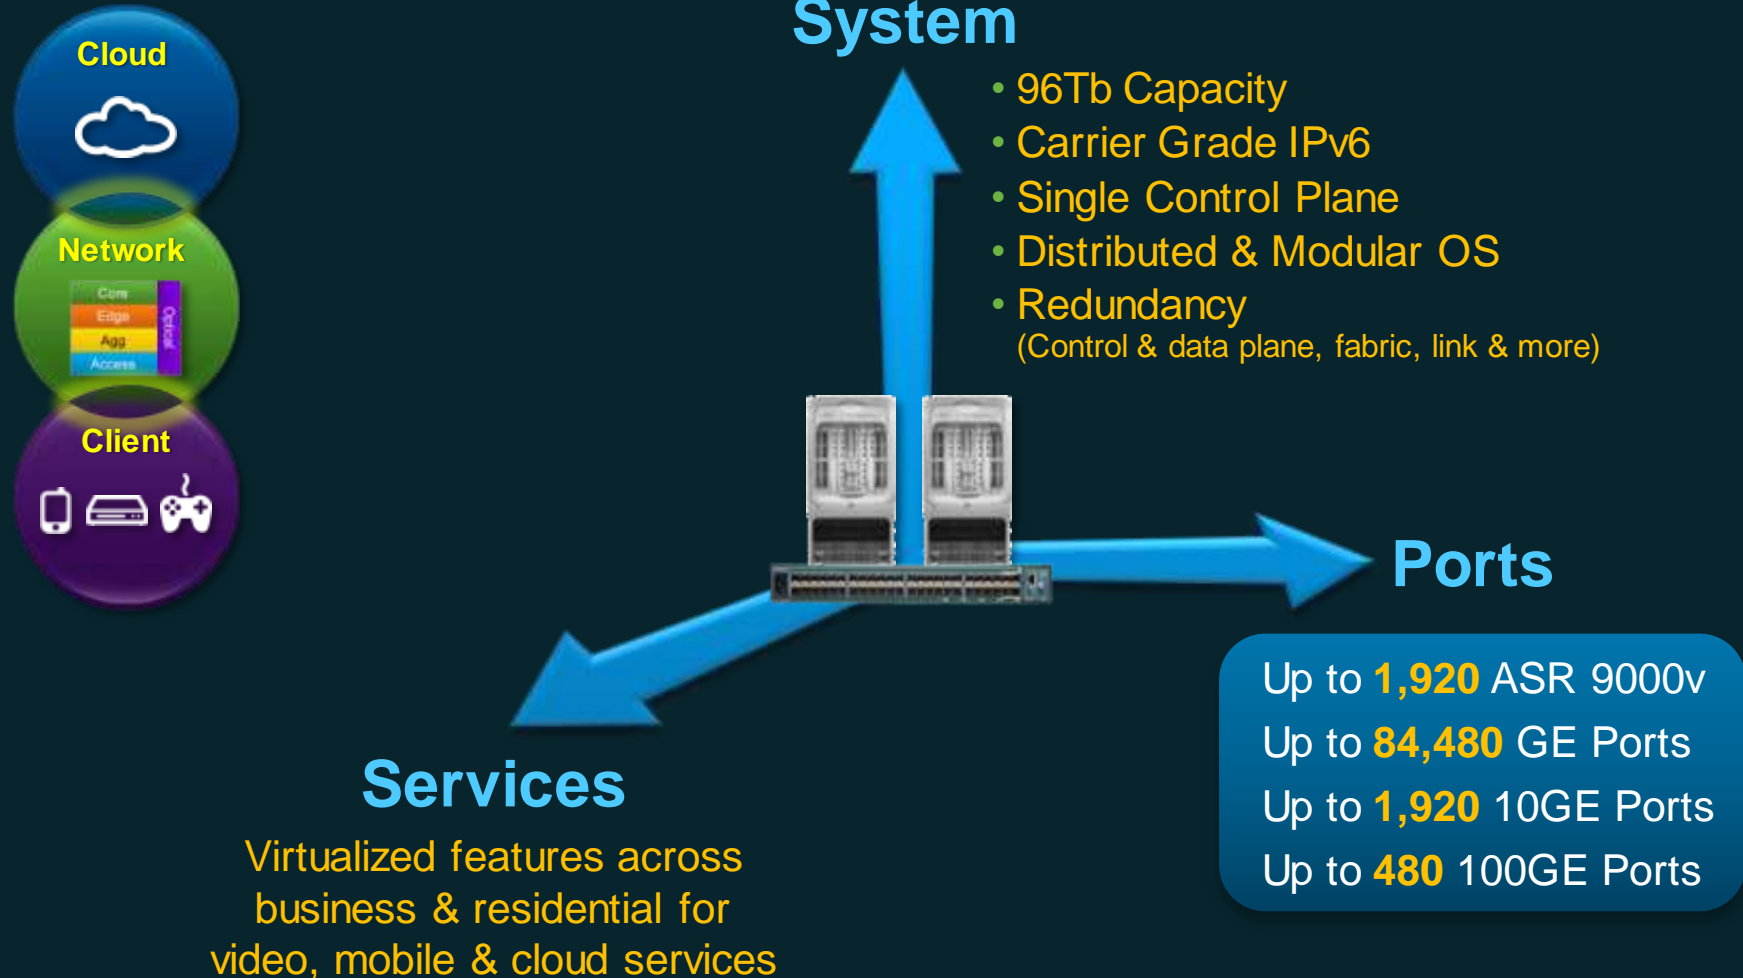 Cloud
Network
Core
Edge
Agg
Access
Optical
Client
System
• 96Tb Capacity
• Carrier Grade IPv6
• Single Control Plane
• Distributed & Modular OS
• Redundancy
(Control & data plane, fabric, link & more)
Ports
Up to 1,920 ASR 9000v
Up to 84,480 GE Ports
Up to 1,920 10GE Ports
Up to 480 100GE Ports
Services
Virtualized features across
business & residential for
video, mobile & cloud services